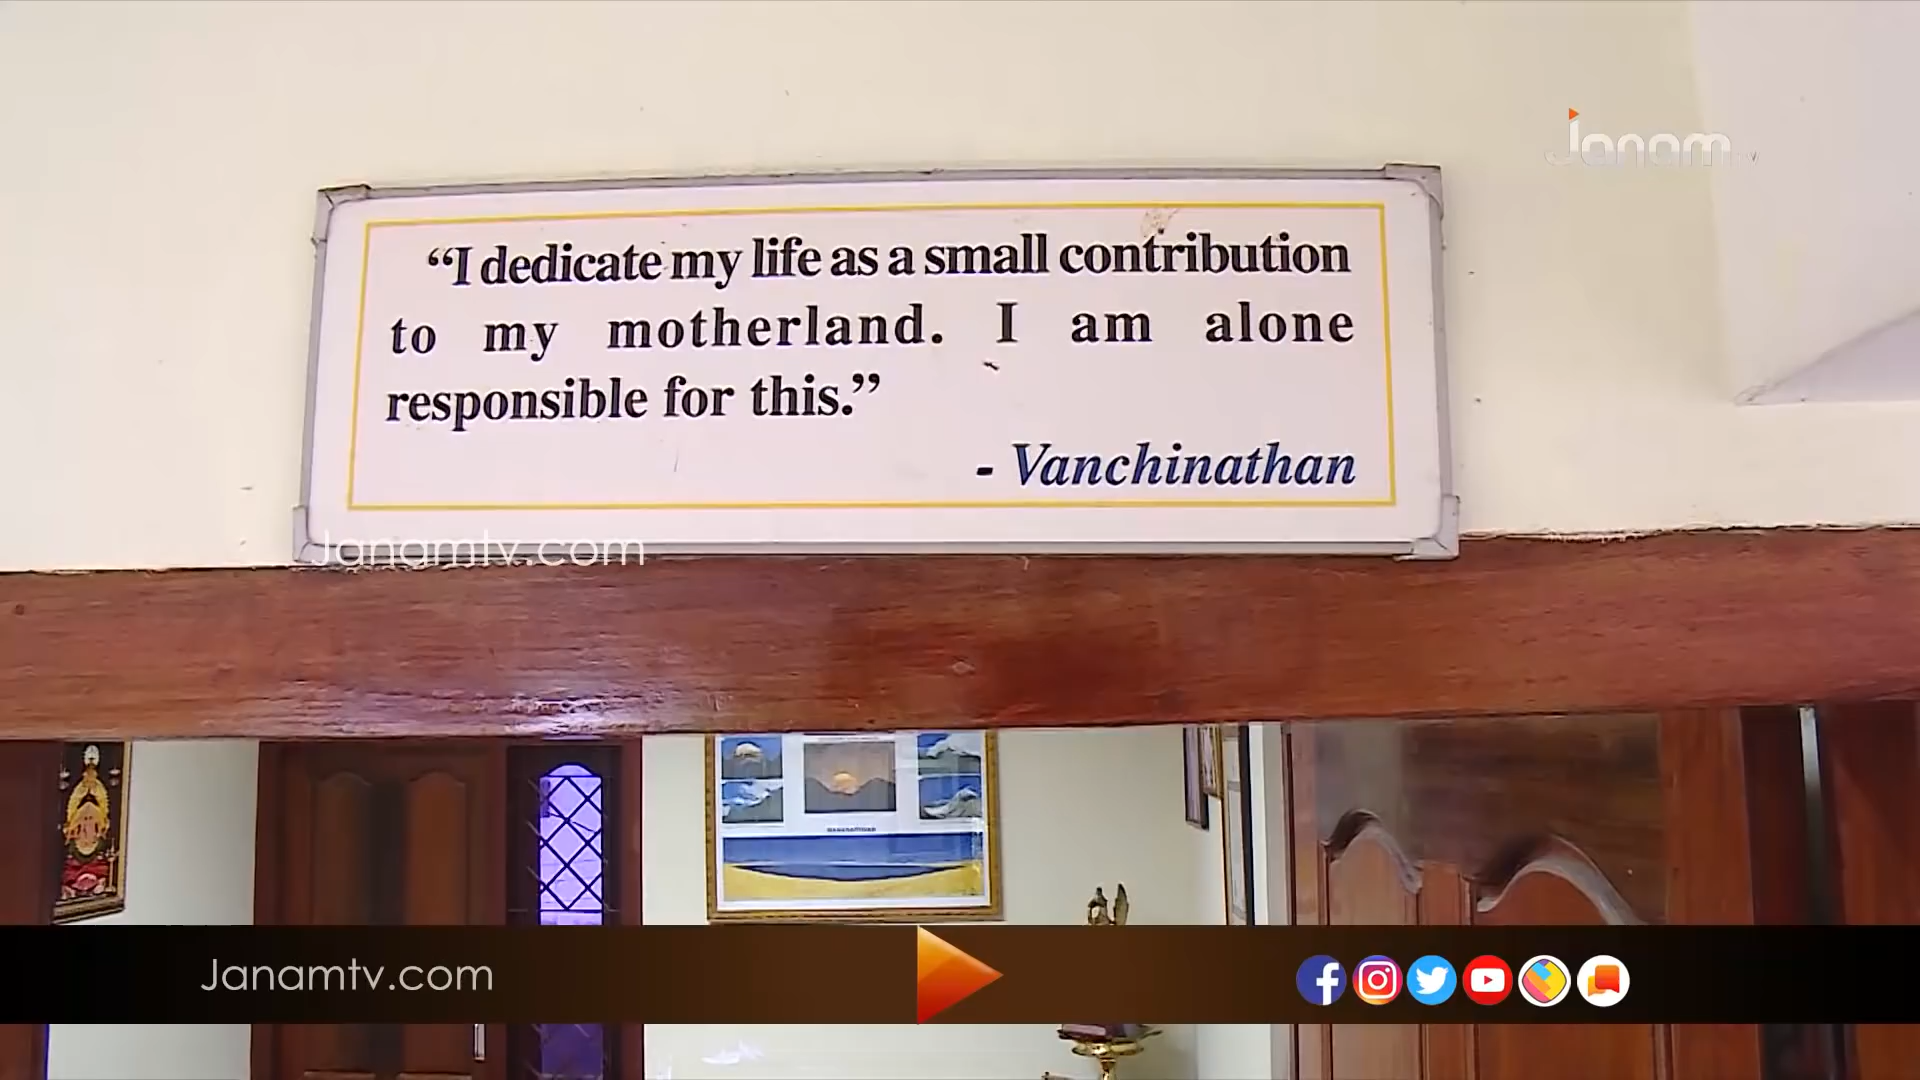 Janam TV
“I dedicate my life as a small contribution
to my motherland. I am alone
responsible for this.”
- Vanchinathan
Janamtv.com
Janamtv.com